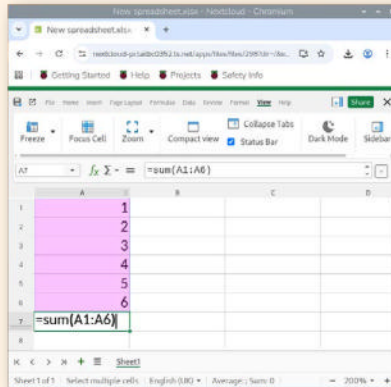 New spreadsheet.xlsx - Nextcloud - Chromium
New spreadsheet.xlsx
Getting Started Help Projects Safety Info
File Home Insert Page Layout Formulas Data Review Format View Help Share
Freeze Focus Cell Zoom Compact view Collapse Tabs Status Bar Dark Mode Sidebar
A7 fx Σ = =sum(A1:A6)
A B C D
1 1
2 2
3 3
4 4
5 5
6 6
7 =sum(A1:A6)
8
Sheet1
Sheet 1 of 1 Select multiple cells English (UK) Average: ; Sum: 0 200%